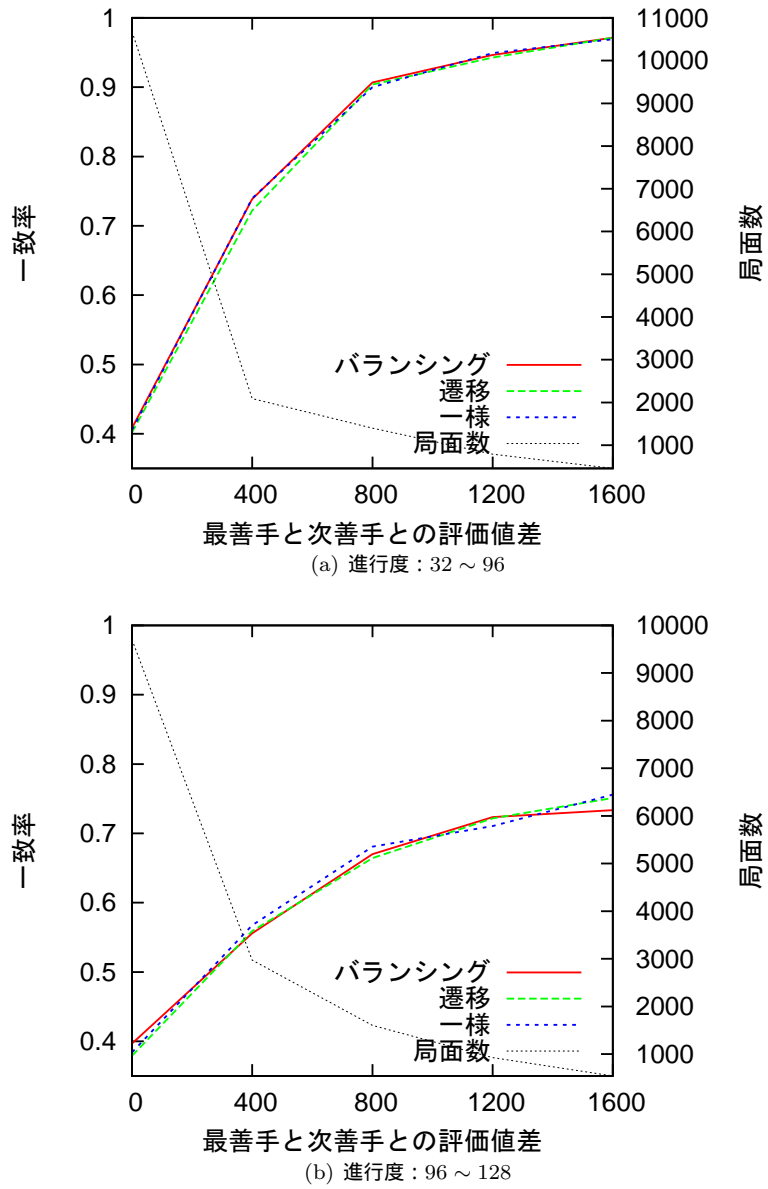 1
0.9
0.8
0.7
0.6
0.5
0.4
一致率
11000
10000
9000
8000
7000
6000
5000
4000
3000
2000
1000
局面数
バランシング
遷移
一様
局面数
0 400 800 1200 1600
最善手と次善手との評価値差
(a) 進行度：32 ∼ 96
1
0.9
0.8
0.7
0.6
0.5
0.4
一致率
10000
9000
8000
7000
6000
5000
4000
3000
2000
1000
局面数
バランシング
遷移
一様
局面数
0 400 800 1200 1600
最善手と次善手との評価値差
(b) 進行度：96 ∼ 128